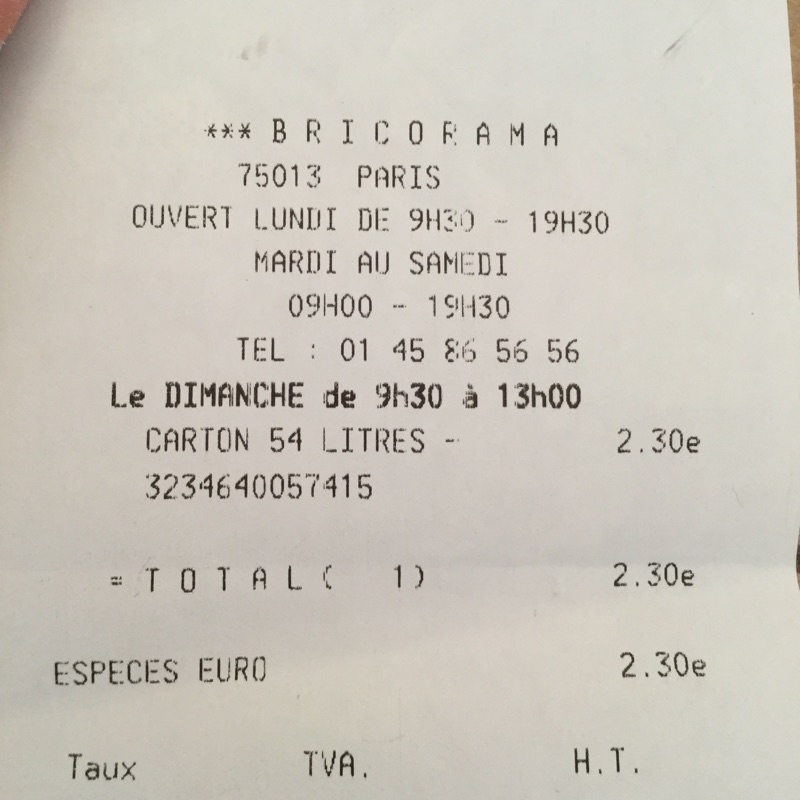 *** B R I C O R A M A
75013 PARIS
OUVERT LUNDI DE 9H30 - 19H30
MARDI AU SAMEDI
09H00 - 19H30
TEL : 01 45 86 56 56
Le DIMANCHE de 9h30 à 13h00
CARTON 54 LITRES - 2.30e
3234640057415
= T O T A L ( 1) 2.30e
ESPECES EURO 2.30e
Taux TVA. H.T.